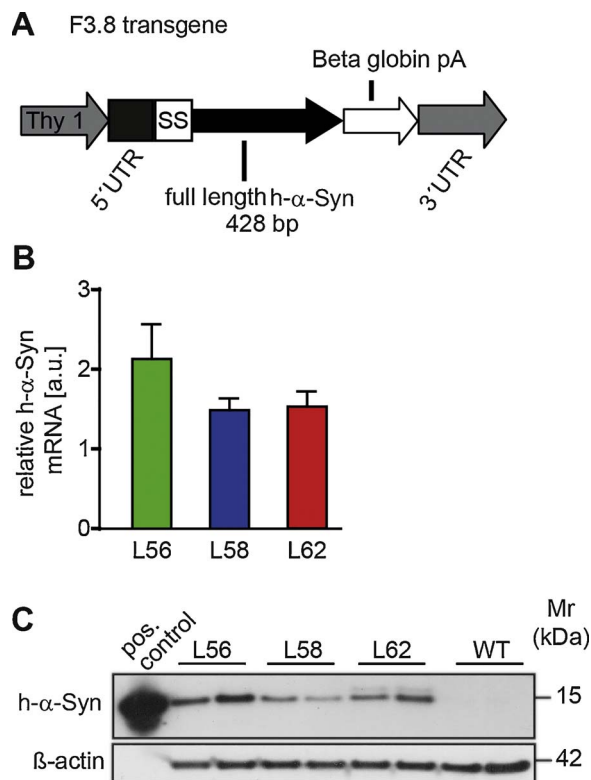 A F3.8 transgene
Beta globin pA
Thy 1 SS
5´UTR
full length h-α-Syn
428 bp
3´UTR
B
relative h-α-Syn
mRNA [a.u.]
3
2
1
0
L56 L58 L62
C
pos.
control
L56 L58 L62 WT
Mr
(kDa)
h-α-Syn 15
ß-actin 42